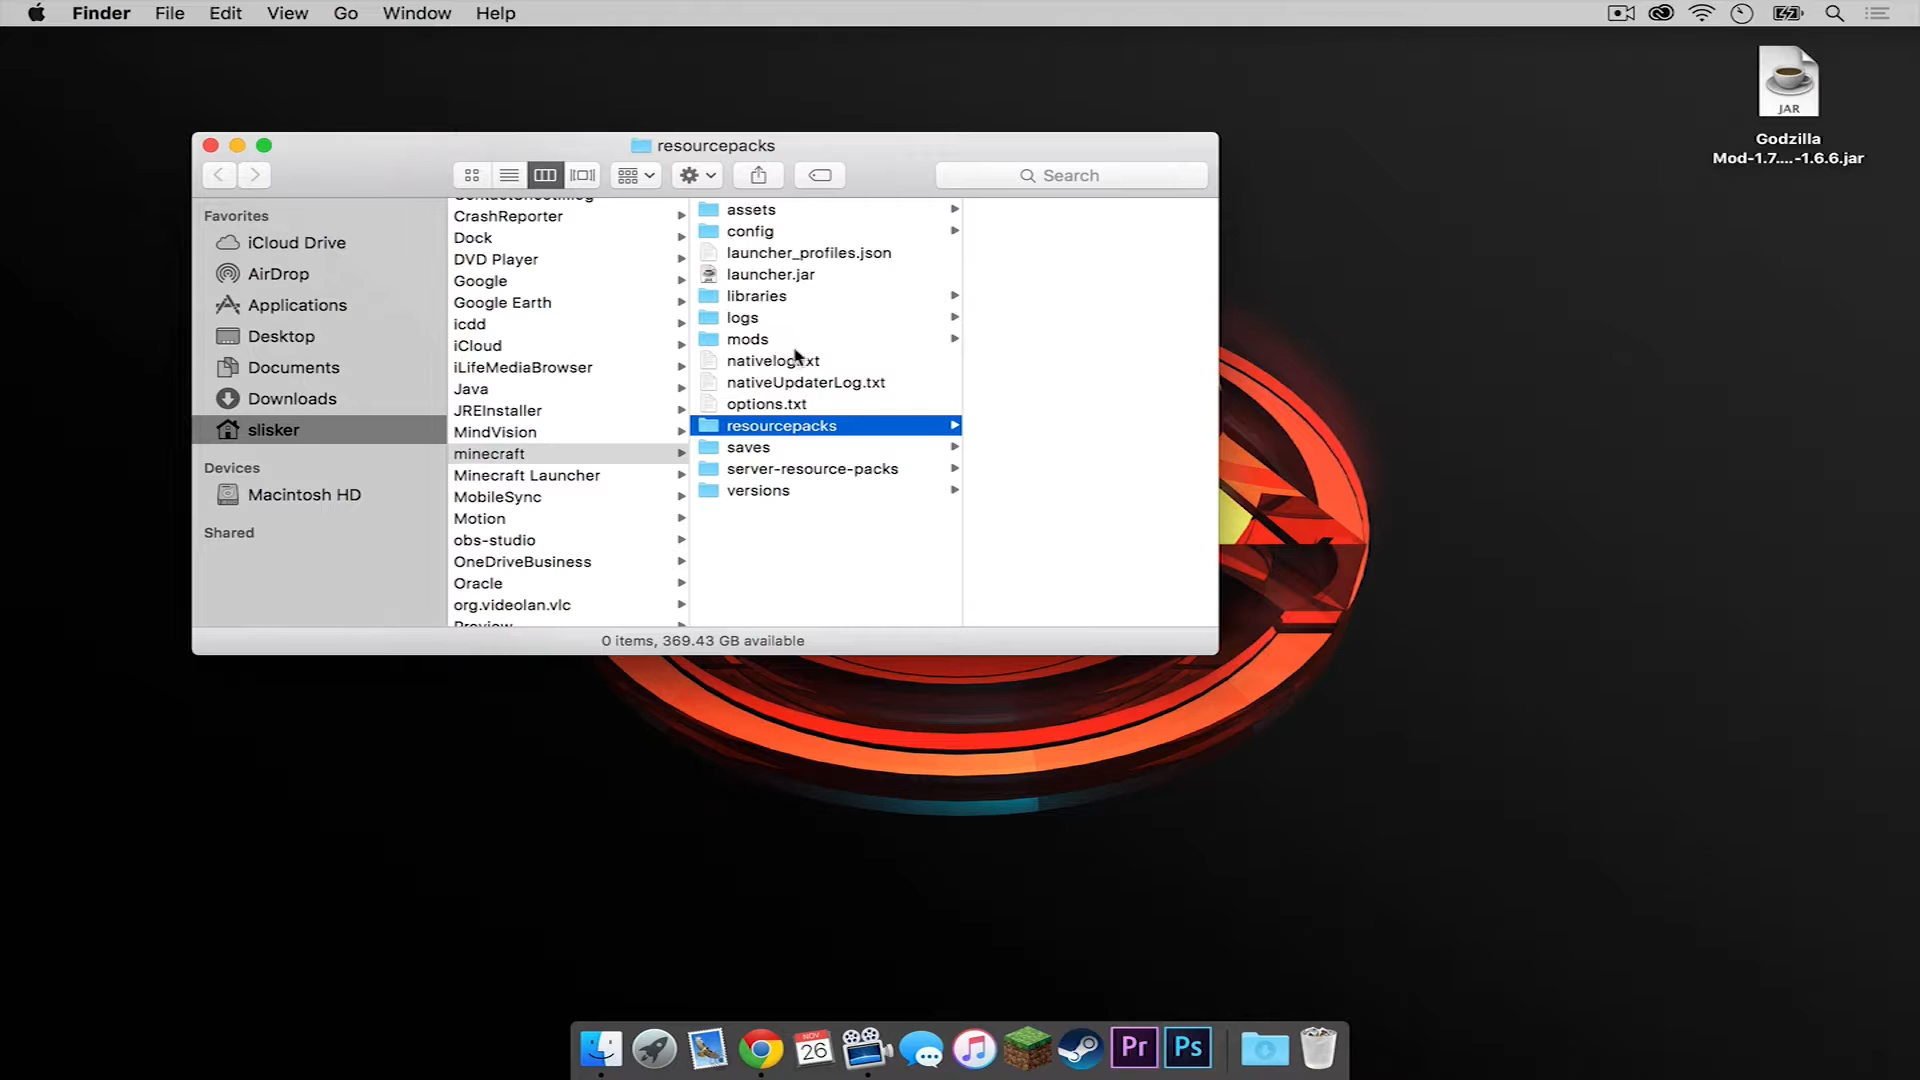 Finder File Edit View Go Window Help
JAR
Godzilla
Mod-1.7....-1.6.6.jar
resourcepacks
Search
Favorites
iCloud Drive
AirDrop
Applications
Desktop
Documents
Downloads
slisker
Devices
Macintosh HD
Shared
CrashReporter
Dock
DVD Player
Google
Google Earth
icdd
iCloud
iLifeMediaBrowser
Java
JREInstaller
MindVision
minecraft
Minecraft Launcher
MobileSync
Motion
obs-studio
OneDriveBusiness
Oracle
org.videolan.vlc
Preview
assets
config
launcher_profiles.json
launcher.jar
libraries
logs
mods
nativelog.txt
nativeUpdaterLog.txt
options.txt
resourcepacks
saves
server-resource-packs
versions
0 items, 369.43 GB available
NOV
26
Pr
Ps